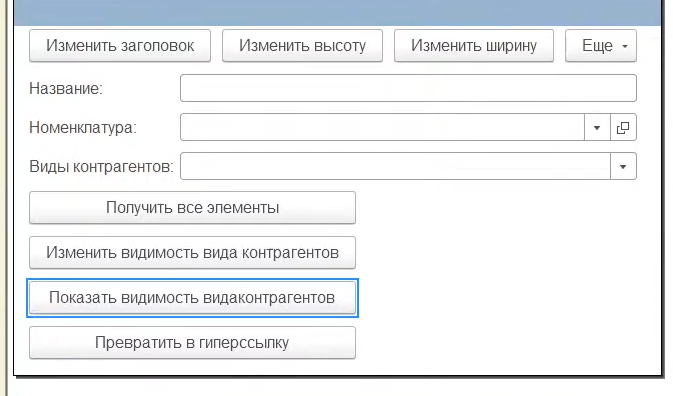 Изменить заголовок Изменить высоту Изменить ширину Еще
Название:
Номенклатура:
Виды контрагентов:
Получить все элементы
Изменить видимость вида контрагентов
Показать видимость видаконтрагентов
Превратить в гиперссылку